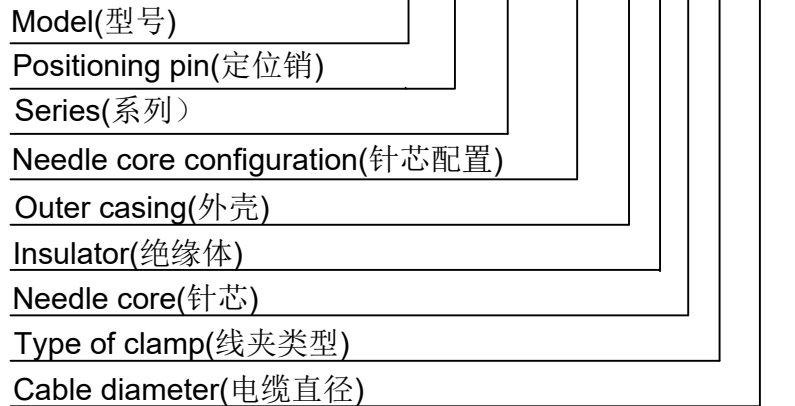 Model(型号)
Positioning pin(定位销)
Series(系列）
Needle core configuration(针芯配置)
Outer casing(外壳)
Insulator(绝缘体)
Needle core(针芯)
Type of clamp(线夹类型)
Cable diameter(电缆直径)